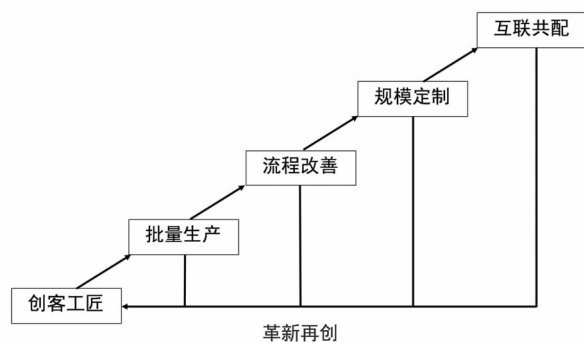 互联共配
规模定制
流程改善
批量生产
创客工匠
革新再创